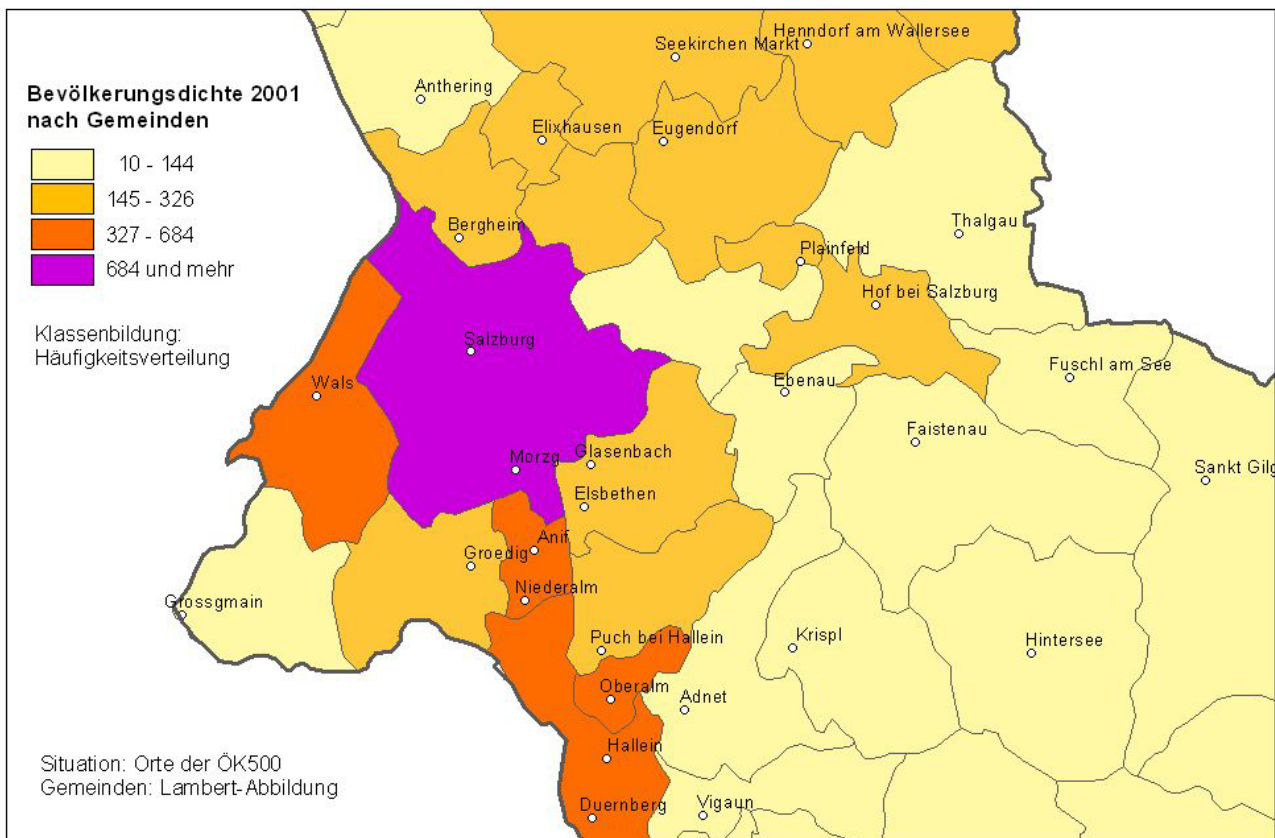 Bevölkerungsdichte 2001
nach Gemeinden
10 - 144
145 - 326
327 - 684
684 und mehr
Klassenbildung:
Häufigkeitsverteilung
Henndorf am Wallersee
Seekirchen Markt
Anthering
Elixhausen
Eugendorf
Bergheim
Thalgau
Plainfeld
Hof bei Salzburg
Salzburg
Fuschl am See
Wals
Ebenau
Faistenau
Morzg
Glasenbach
Sankt Gilg
Elsbethen
Anif
Groedig
Niederalm
Grossgmain
Puch bei Hallein
Krispl
Hintersee
Oberalm
Adnet
Hallein
Duernberg
Vigaun
Situation: Orte der ÖK500
Gemeinden: Lambert-Abbildung